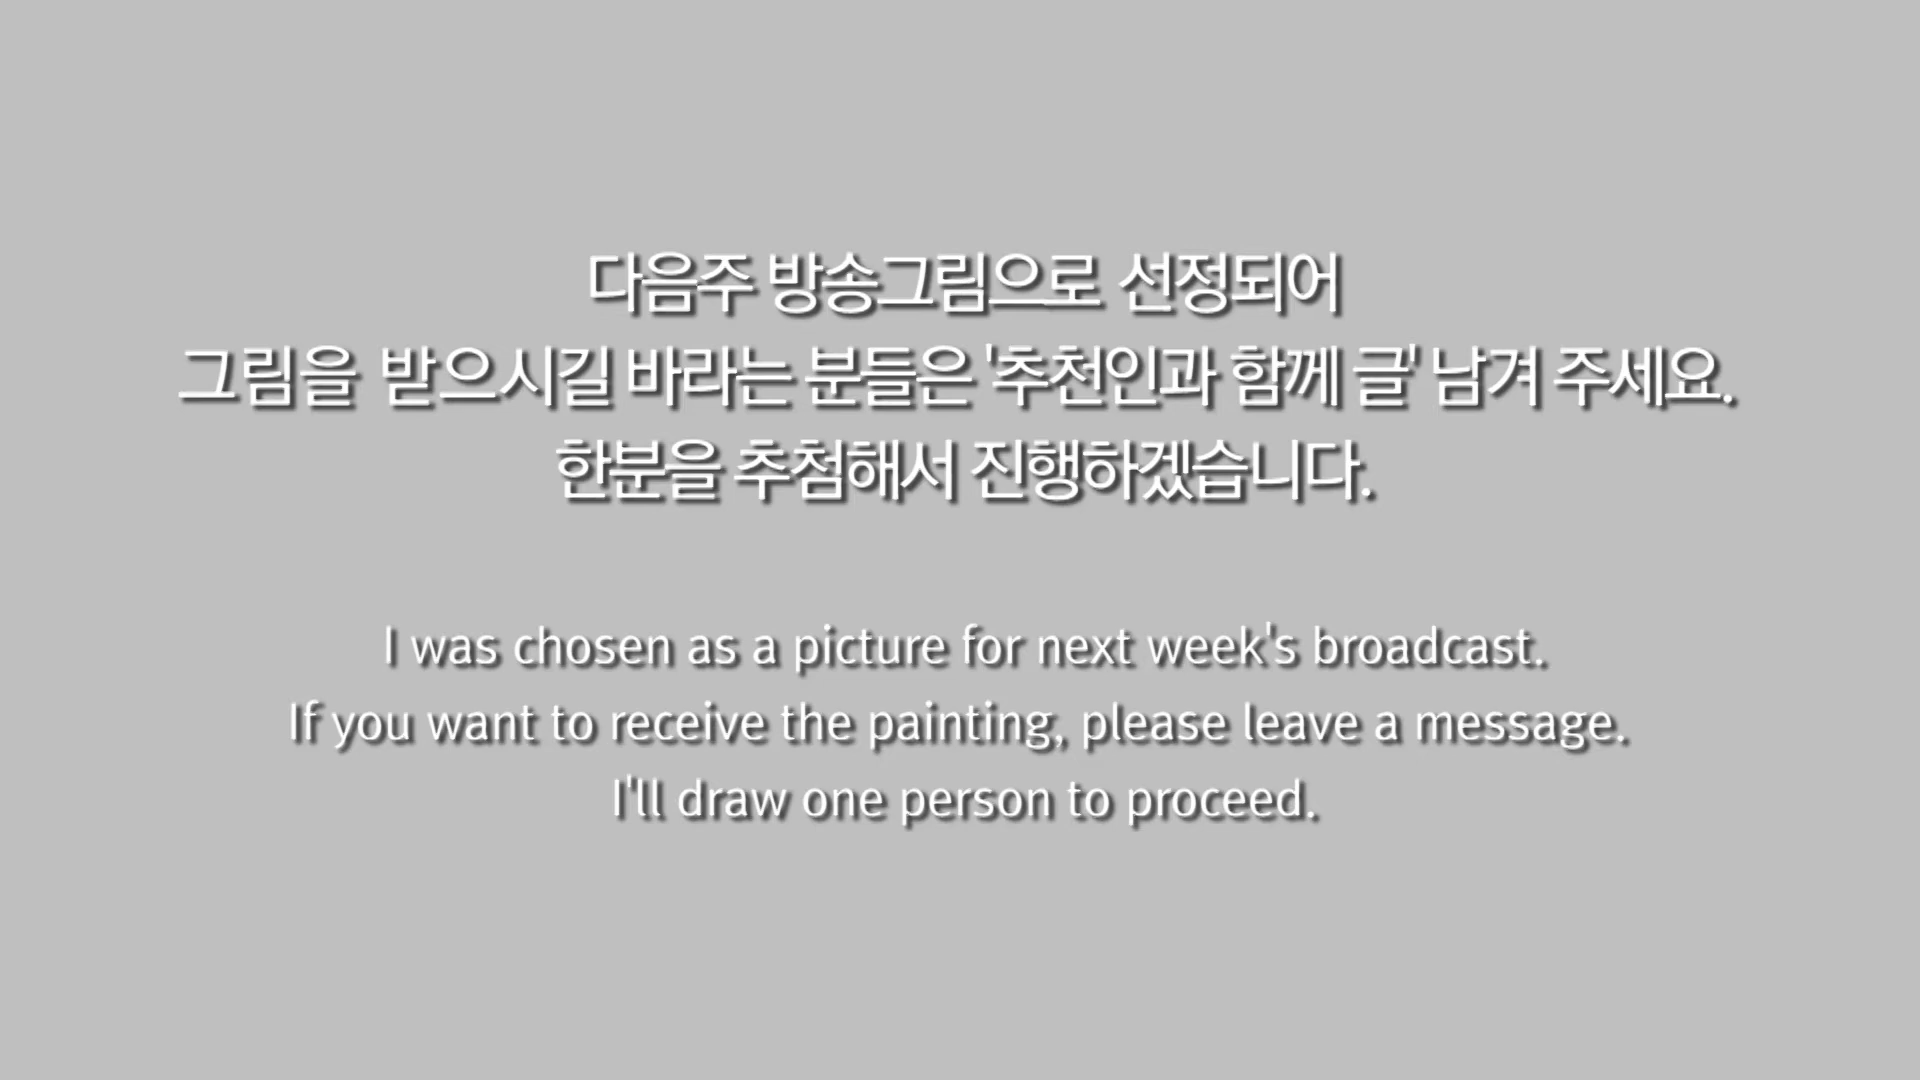 다음주 방송그림으로 선정되어
그림을 받으시길 바라는 분들은 '추천인과 함께 글' 남겨 주세요.
한분을 추첨해서 진행하겠습니다.
I was chosen as a picture for next week's broadcast.
If you want to receive the painting, please leave a message.
I'll draw one person to proceed.